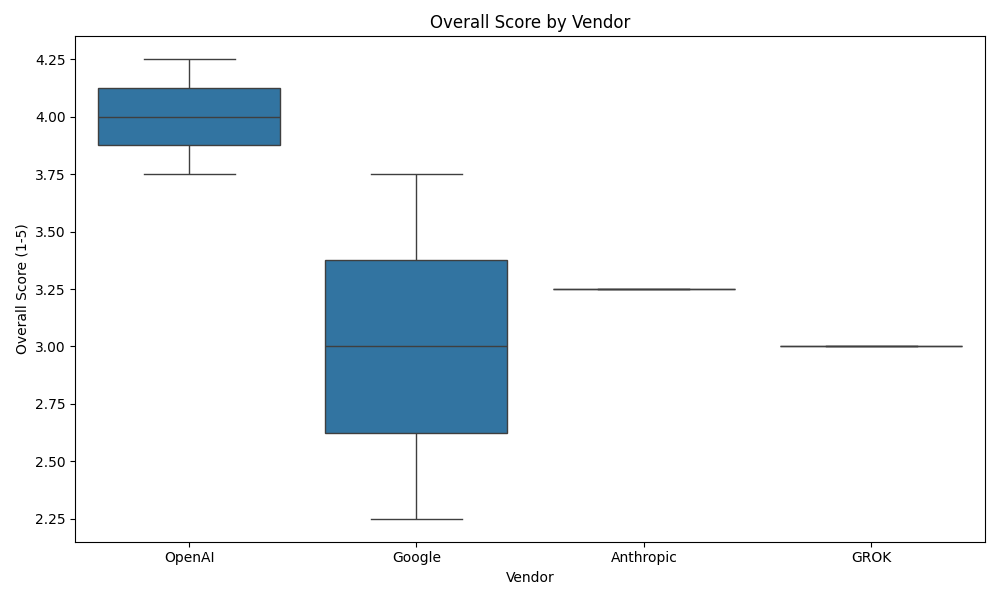 Overall Score by Vendor
Overall Score (1-5)
4.25
4.00
3.75
3.50
3.25
3.00
2.75
2.50
2.25
OpenAI
Google
Anthropic
GROK
Vendor